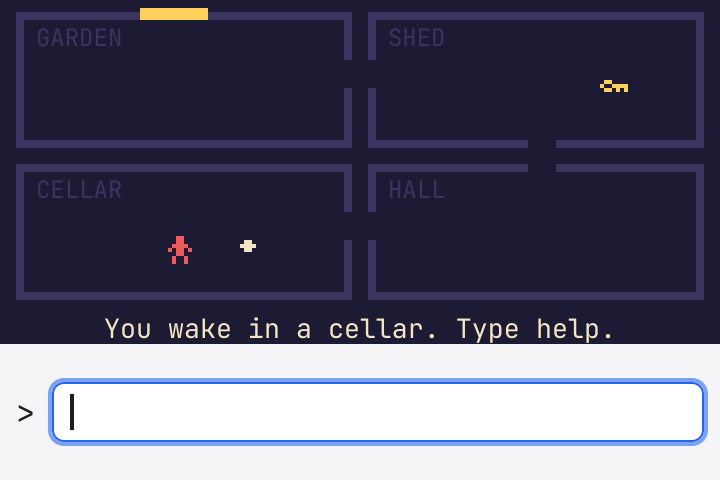 GARDEN
SHED
CELLAR
HALL
You wake in a cellar. Type help.
>